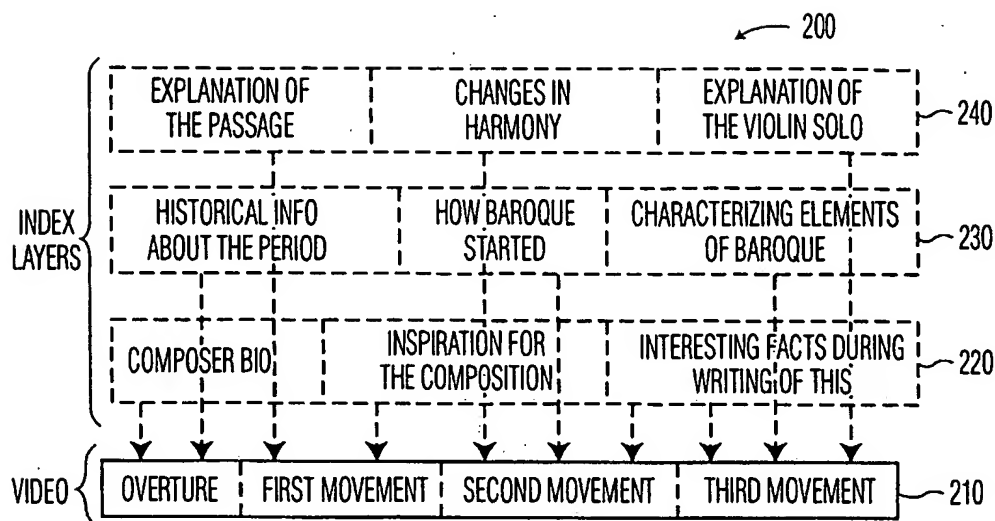 200
EXPLANATION OF
THE PASSAGE
CHANGES IN
HARMONY
EXPLANATION OF
THE VIOLIN SOLO
240
INDEX
LAYERS
HISTORICAL INFO
ABOUT THE PERIOD
HOW BAROQUE
STARTED
CHARACTERIZING ELEMENTS
OF BAROQUE
230
COMPOSER BIO
INSPIRATION FOR
THE COMPOSITION
INTERESTING FACTS DURING
WRITING OF THIS
220
VIDEO
OVERTURE
FIRST MOVEMENT
SECOND MOVEMENT
THIRD MOVEMENT
210